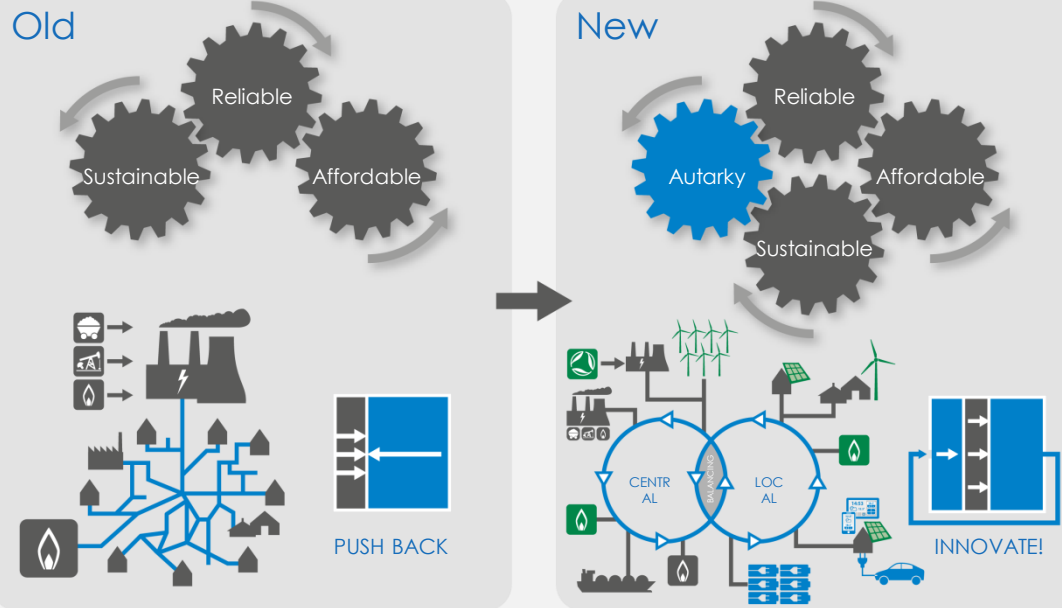 Old
Reliable
Sustainable
Affordable
PUSH BACK
New
Reliable
Autarky
Affordable
Sustainable
CENTR
AL
BALANCING
LOC
AL
INNOVATE!